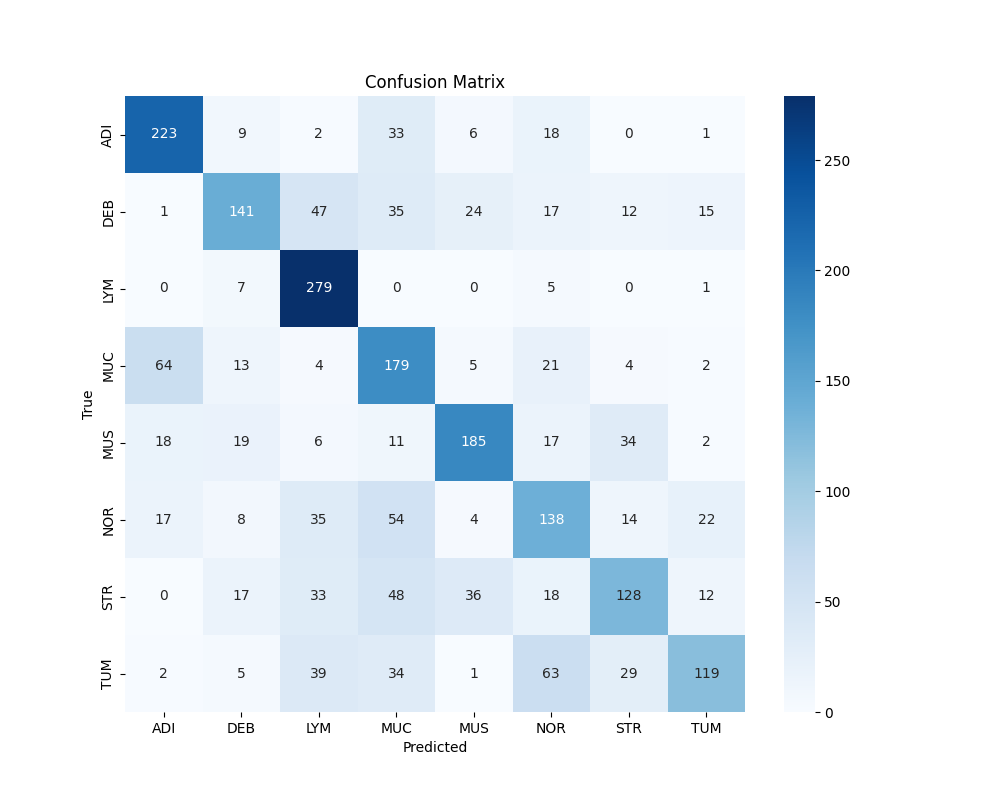 Confusion Matrix
ADI 223 9 2 33 6 18 0 1
DEB 1 141 47 35 24 17 12 15
LYM 0 7 279 0 0 5 0 1
MUC 64 13 4 179 5 21 4 2
MUS 18 19 6 11 185 17 34 2
NOR 17 8 35 54 4 138 14 22
STR 0 17 33 48 36 18 128 12
TUM 2 5 39 34 1 63 29 119
ADI DEB LYM MUC MUS NOR STR TUM
Predicted
True
250
200
150
100
50
0